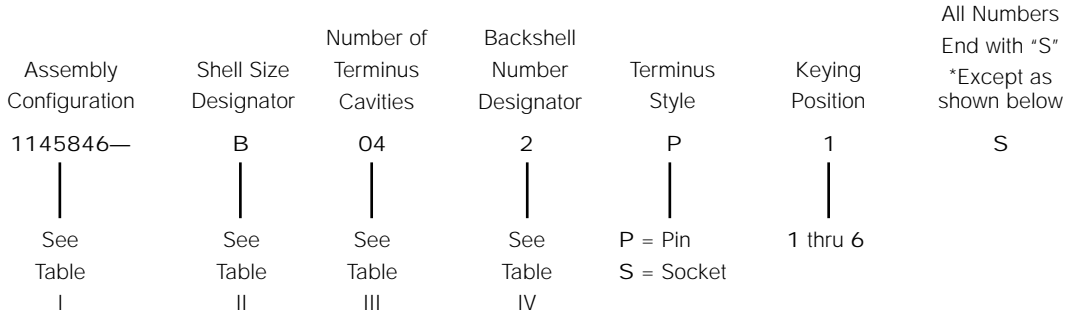 All Numbers
End with “S”
*Except as
shown below
Number of
Terminus
Cavities
Backshell
Number
Designator
Assembly
Configuration
Shell Size
Designator
Terminus
Style
Keying
Position
1145846— B 04 2 P 1 S
See
Table
I
See
Table
II
See
Table
III
See
Table
IV
P = Pin
S = Socket
1 thru 6